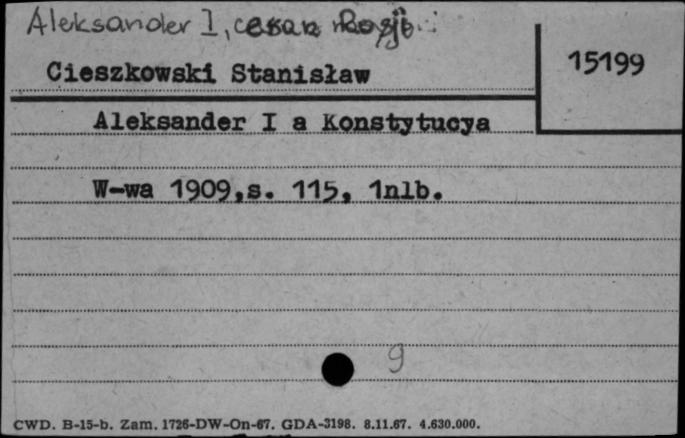 Aleksander I, cesarz Rosji
15199
Cieszkowski Stanisław
Aleksander I a Konstytucya
W-wa 1909,s. 115, 1nlb.
9
CWD. B-15-b. Zam. 1726-DW-On-67. GDA-3198. 8.11.67. 4.630.000.